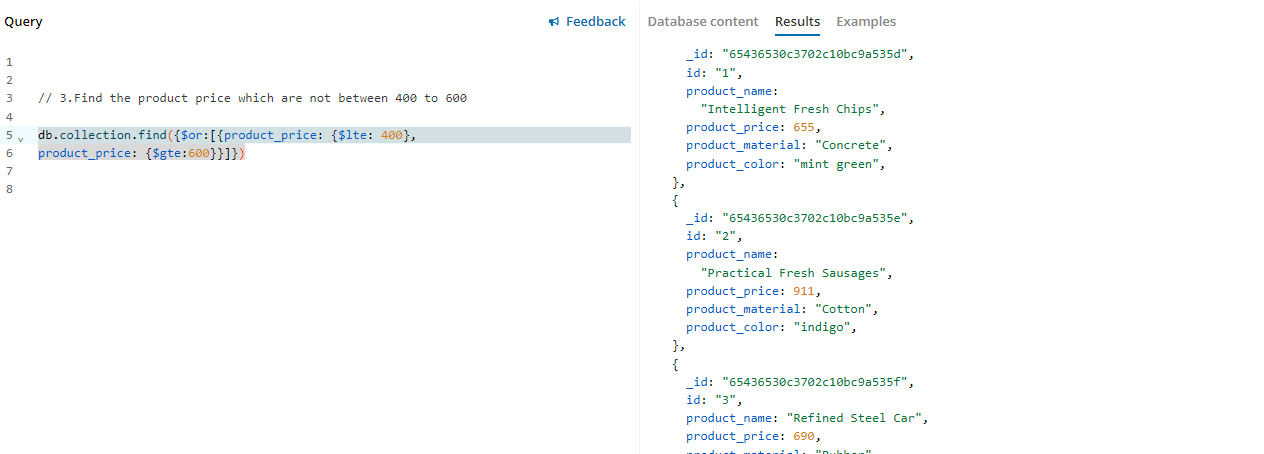 Query
Feedback
1
2
3 // 3.Find the product price which are not between 400 to 600
4
5 db.collection.find({$or:[{product_price: {$lte: 400},
6 product_price: {$gte:600}}]})
7
8
Database content Results Examples
_id: "65436530c3702c10bc9a535d",
id: "1",
product_name:
"Intelligent Fresh Chips",
product_price: 655,
product_material: "Concrete",
product_color: "mint green",
},
{
_id: "65436530c3702c10bc9a535e",
id: "2",
product_name:
"Practical Fresh Sausages",
product_price: 911,
product_material: "Cotton",
product_color: "indigo",
},
{
_id: "65436530c3702c10bc9a535f",
id: "3",
product_name: "Refined Steel Car",
product_price: 690,
product_material: "Rubber"